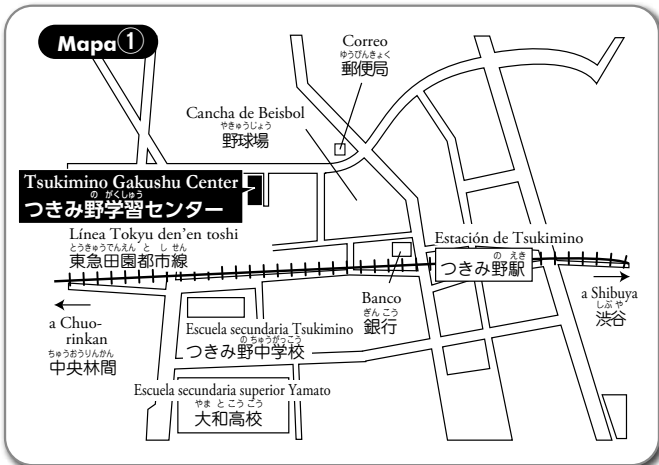 Mapa①
Correo
ゆうびんきょく
郵便局
Cancha de Beisbol
やきゅうじょう
野球場
Tsukimino Gakushu Center
の がくしゅう
つきみ野学習センター
Línea Tokyu den'en toshi
とうきゅうでんえん と し せん
東急田園都市線
Estación de Tsukimino
の えき
つきみ野駅
a Shibuya
しぶ や
渋谷
a Chuo-
rinkan
ちゅうおうりんかん
中央林間
Banco
ぎん こう
銀行
Escuela secundaria Tsukimino
の ちゅうがっこう
つきみ野中学校
Escuela secundaria superior Yamato
やま と こう こう
大和高校